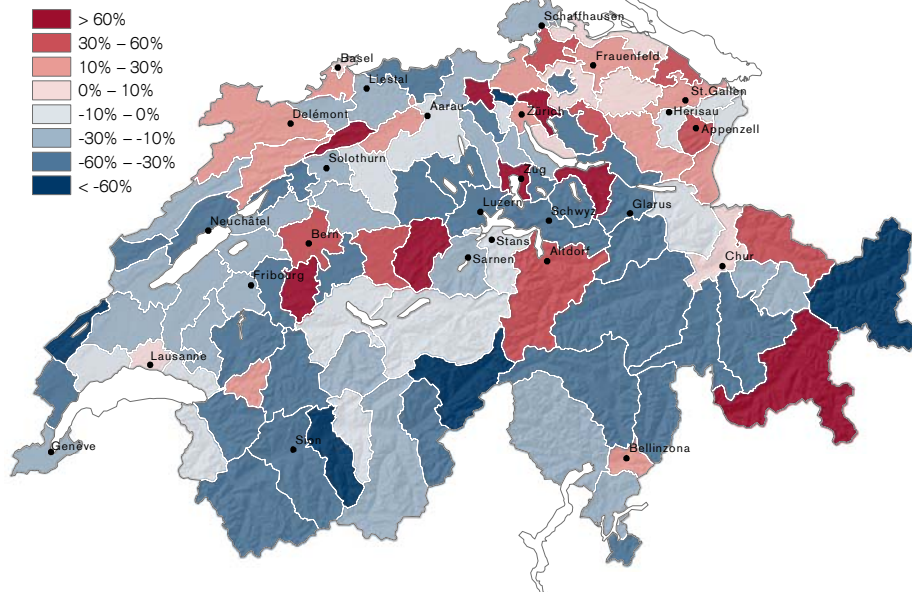 > 60%
30% – 60%
10% – 30%
0% – 10%
-10% – 0%
-30% – -10%
-60% – -30%
< -60%
Schaffhausen
Basel
Frauenfeld
Liestal
St.Gallen
Delémont
Aarau
Zürich
Herisau
Appenzell
Solothurn
Zug
Luzern
Neuchâtel
Schwyz
Glarus
Bern
Stans
Sarnen
Altdorf
Chur
Fribourg
Lausanne
Sion
Bellinzona
Genève